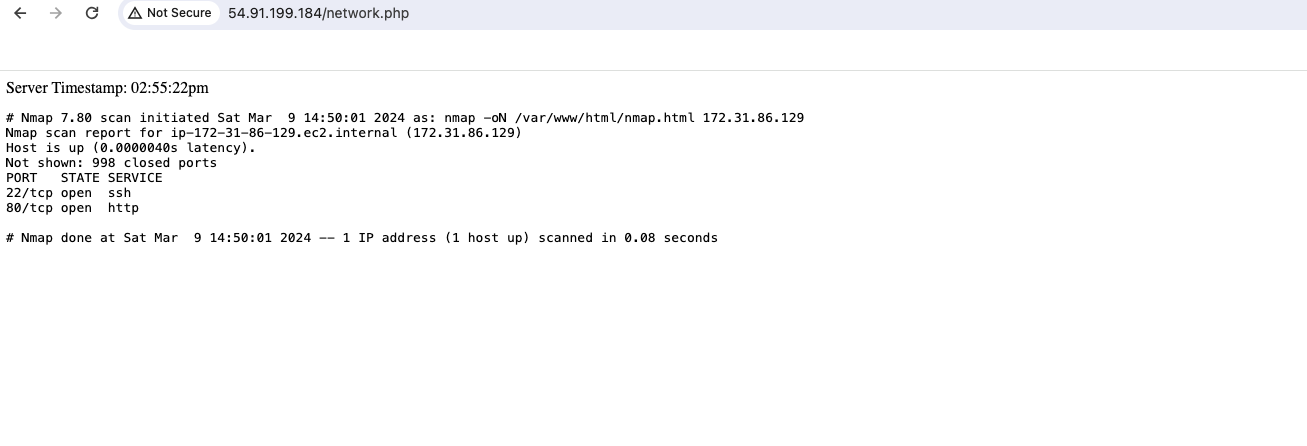 Not Secure 54.91.199.184/network.php
Server Timestamp: 02:55:22pm
# Nmap 7.80 scan initiated Sat Mar  9 14:50:01 2024 as: nmap -oN /var/www/html/nmap.html 172.31.86.129
Nmap scan report for ip-172-31-86-129.ec2.internal (172.31.86.129)
Host is up (0.0000040s latency).
Not shown: 998 closed ports
PORT   STATE SERVICE
22/tcp open  ssh
80/tcp open  http
# Nmap done at Sat Mar  9 14:50:01 2024 -- 1 IP address (1 host up) scanned in 0.08 seconds